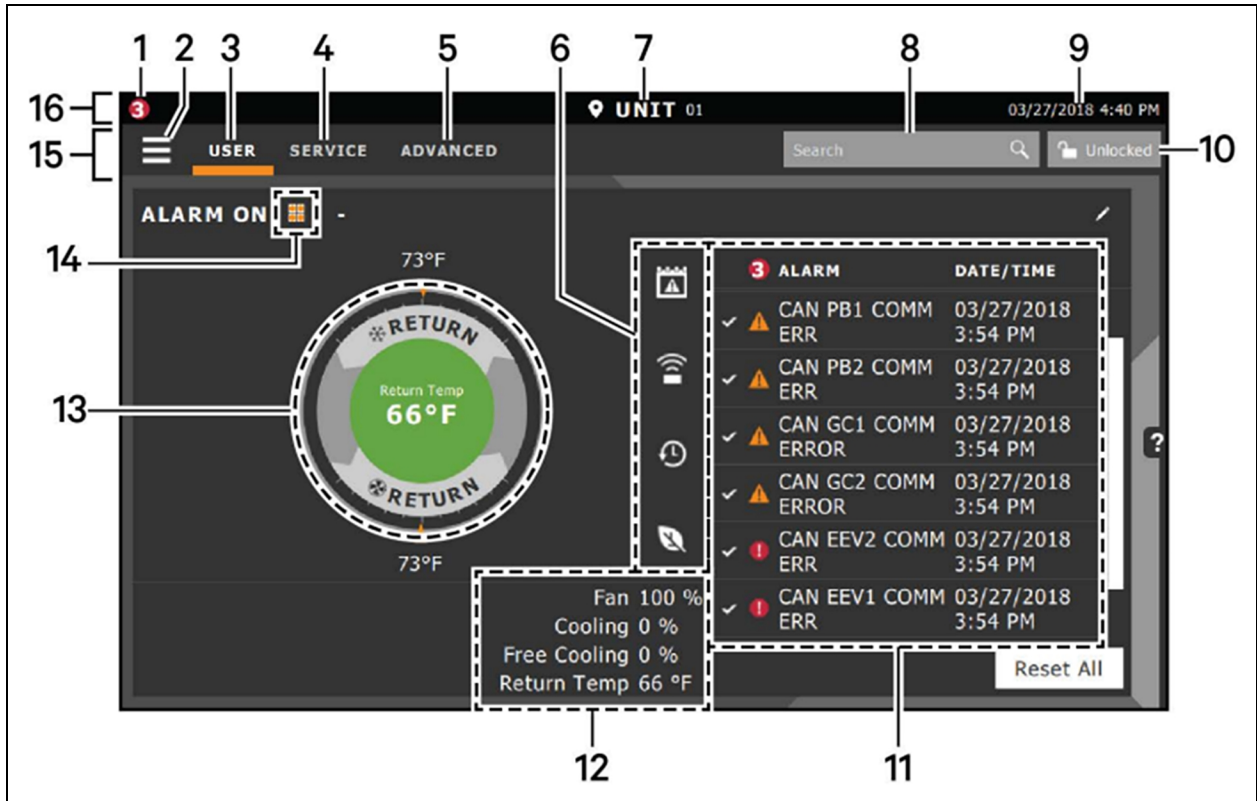 1 2 3 4 5 6 7 8 9
16
3 UNIT 01 03/27/2018 4:40 PM
15
USER SERVICE ADVANCED Search Unlocked
10
ALARM ON -
14
73°F
RETURN
Return Temp
66°F
RETURN
73°F
13
3 ALARM DATE/TIME
CAN PB1 COMM 03/27/2018
ERR 3:54 PM
CAN PB2 COMM 03/27/2018
ERR 3:54 PM
CAN GC1 COMM 03/27/2018
ERROR 3:54 PM
CAN GC2 COMM 03/27/2018
ERROR 3:54 PM
CAN EEV2 COMM 03/27/2018
ERR 3:54 PM
CAN EEV1 COMM 03/27/2018
ERR 3:54 PM
?
Fan 100 %
Cooling 0 %
Free Cooling 0 %
Return Temp 66 °F
Reset All
12 11